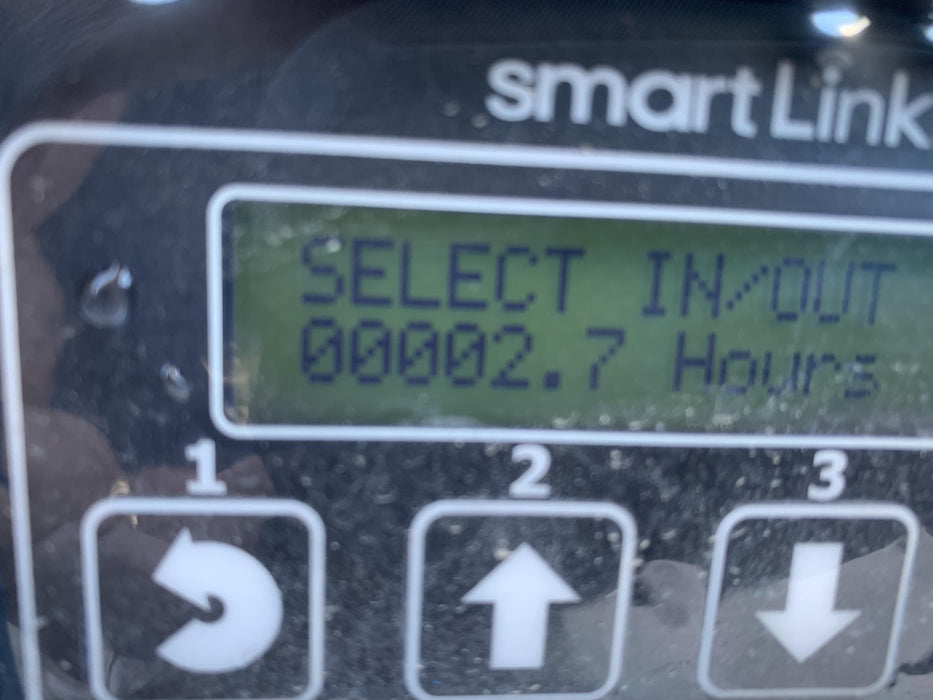 smartLink
SELECT IN/OUT
00002.7 Hours
1 2 3